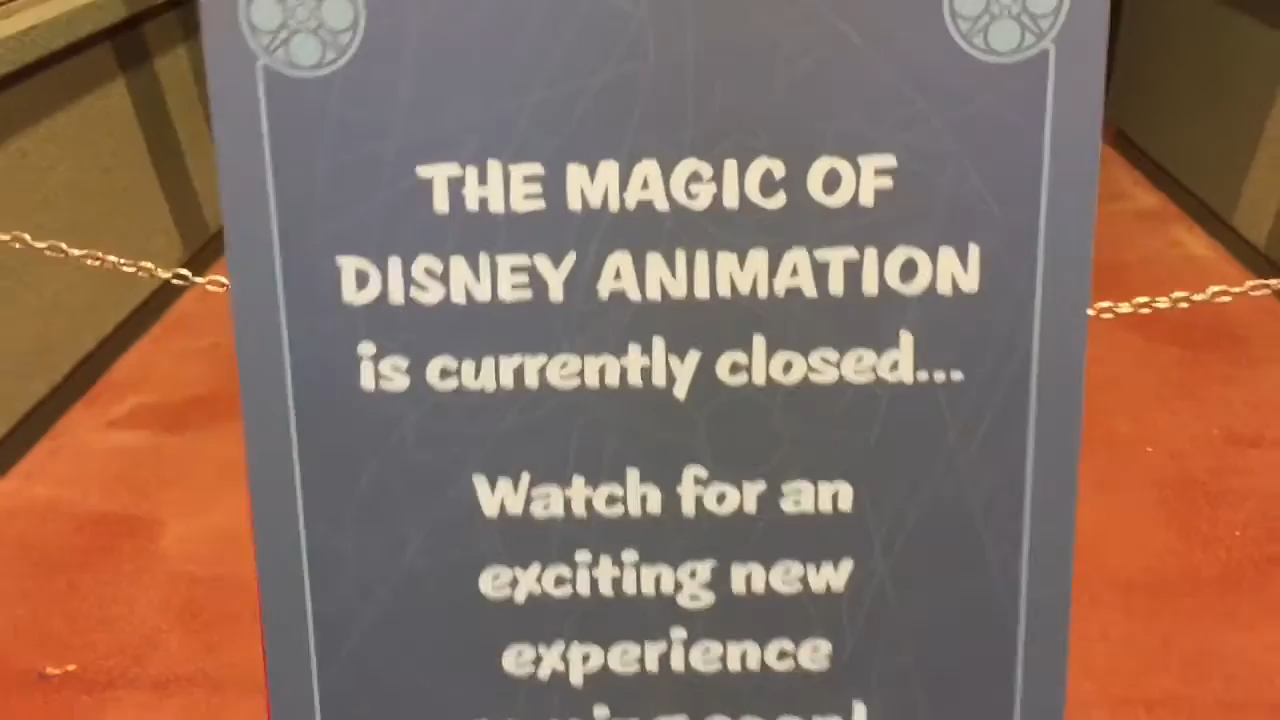 THE MAGIC OF
DISNEY ANIMATION
is currently closed...
Watch for an
exciting new
experience